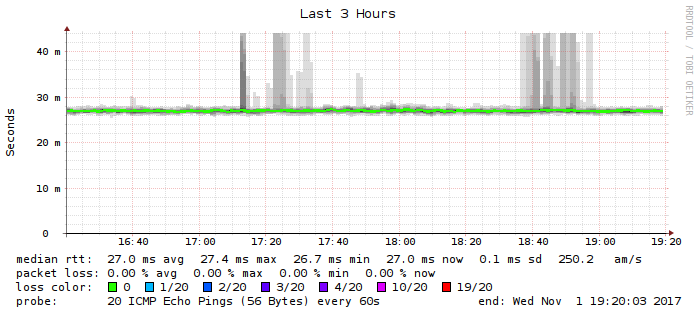 Last 3 Hours
RRDTOOL / TOBI OETIKER
Seconds
40 m
30 m
20 m
10 m
0
16:40 17:00 17:20 17:40 18:00 18:20 18:40 19:00 19:20
median rtt: 27.0 ms avg 27.4 ms max 26.7 ms min 27.0 ms now 0.1 ms sd 250.2 am/s
packet loss: 0.00 % avg 0.00 % max 0.00 % min 0.00 % now
loss color: 0 1/20 2/20 3/20 4/20 10/20 19/20
probe: 20 ICMP Echo Pings (56 Bytes) every 60s end: Wed Nov 1 19:20:03 2017